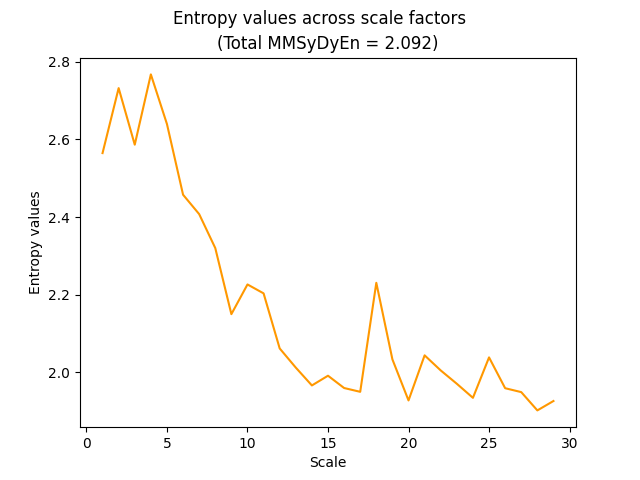 Entropy values across scale factors
(Total MMSyDyEn = 2.092)
2.8
2.6
2.4
2.2
2.0
Entropy values
0 5 10 15 20 25 30
Scale